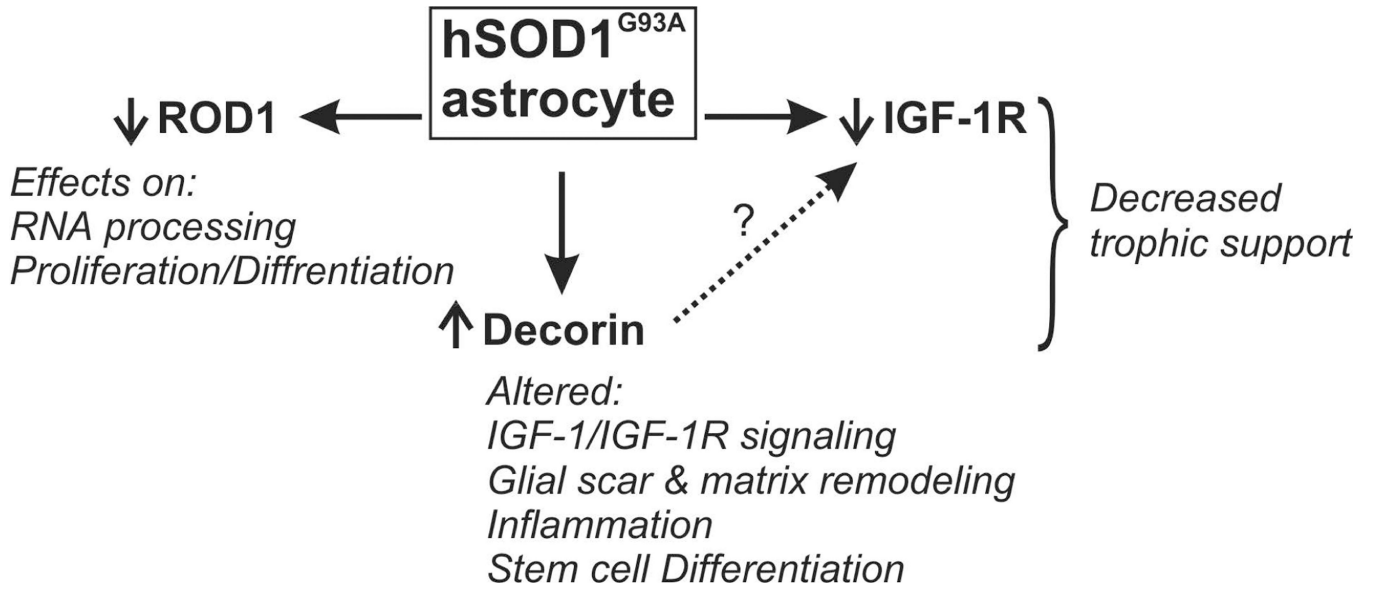 hSOD1G93A
astrocyte
↓ ROD1
Effects on:
RNA processing
Proliferation/Diffrentiation
↓ IGF-1R
Decreased
trophic support
?
↑ Decorin
Altered:
IGF-1/IGF-1R signaling
Glial scar & matrix remodeling
Inflammation
Stem cell Differentiation